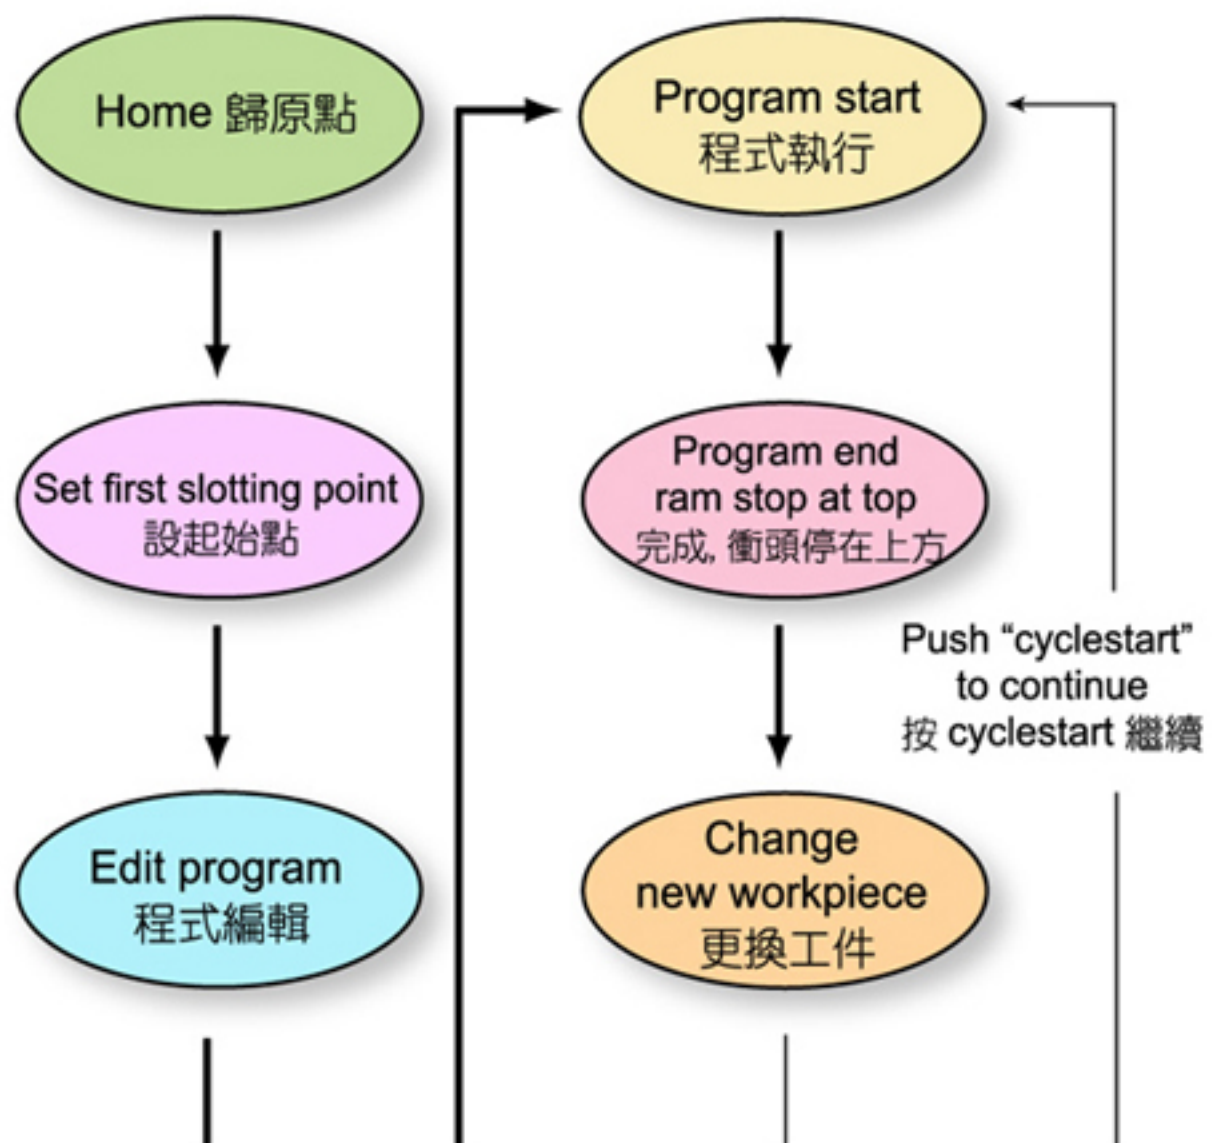 Home 歸原點
Set first slotting point
設起始點
Edit program
程式編輯
Program start
程式執行
Program end
ram stop at top
完成, 衝頭停在上方
Change
new workpiece
更換工件
Push “cyclestart”
to continue
按 cyclestart 繼續